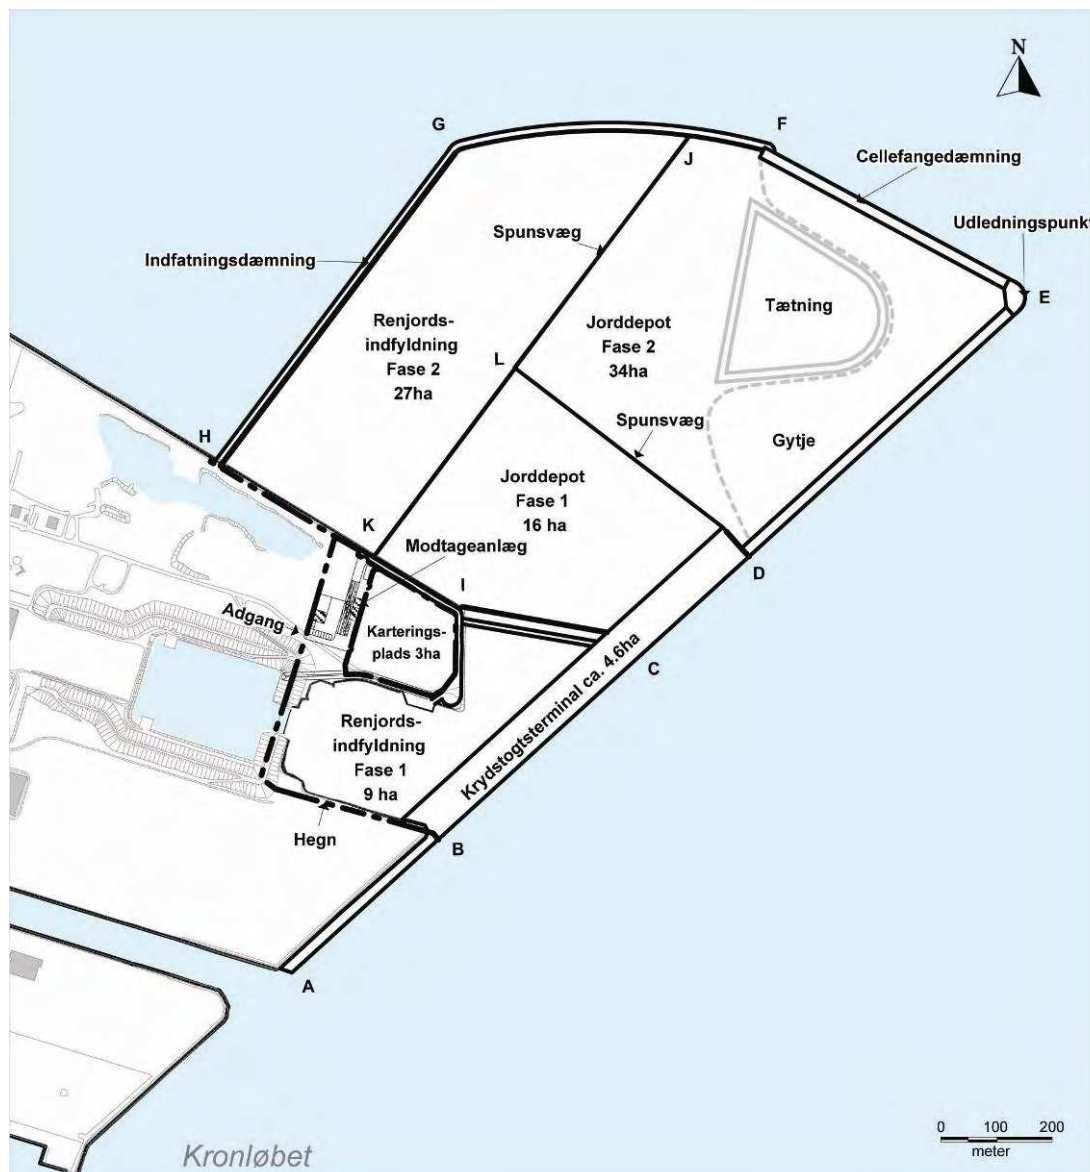 N
G
F
Cellefangedæmning
J
Udledningspunkt
Spunsvæg
Indfatningsdæmning
E
Tætning
Renjords-
indfyldning
Fase 2
27ha
Jorddepot
Fase 2
34ha
L
Spunsvæg
H
Gytje
Jorddepot
Fase 1
16 ha
K
Modtageanlæg
D
I
Adgang
Karterings-
plads 3ha
C
Krydstogtsterminal ca. 4.6ha
Renjords-
indfyldning
Fase 1
9 ha
Hegn
B
A
0 100 200
meter
Kronløbet